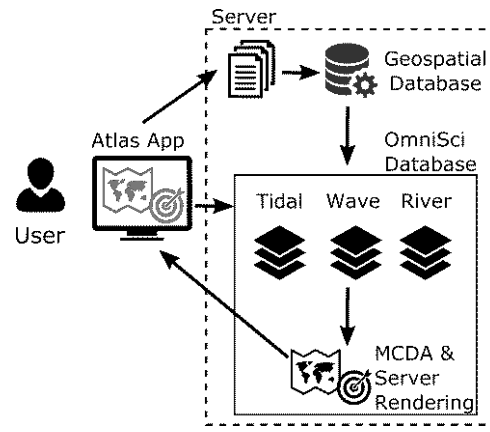 Server
Geospatial
Database
Atlas App
OmniSci
Database
User
Tidal Wave River
MCDA &
Server
Rendering